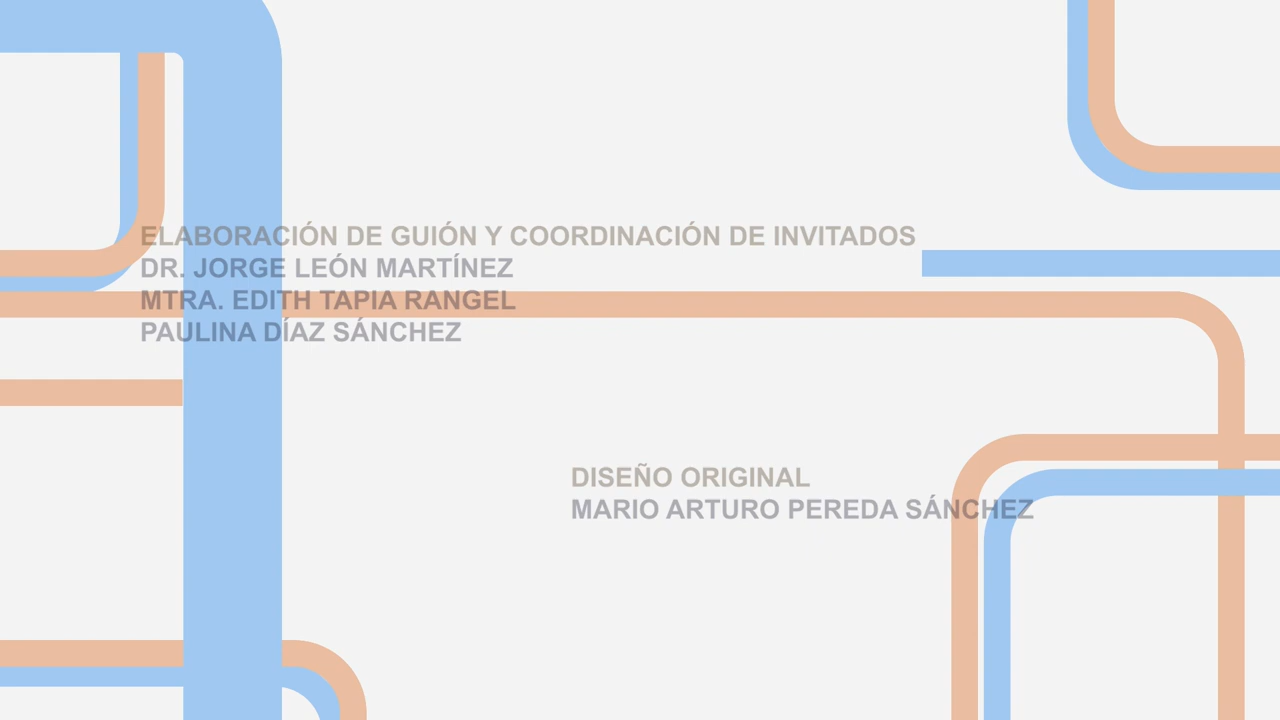 ELABORACIÓN DE GUIÓN Y COORDINACIÓN DE INVITADOS
DR. JORGE LEÓN MARTÍNEZ
MTRA. EDITH TAPIA RANGEL
PAULINA DÍAZ SÁNCHEZ
DISEÑO ORIGINAL
MARIO ARTURO PEREDA SÁNCHEZ